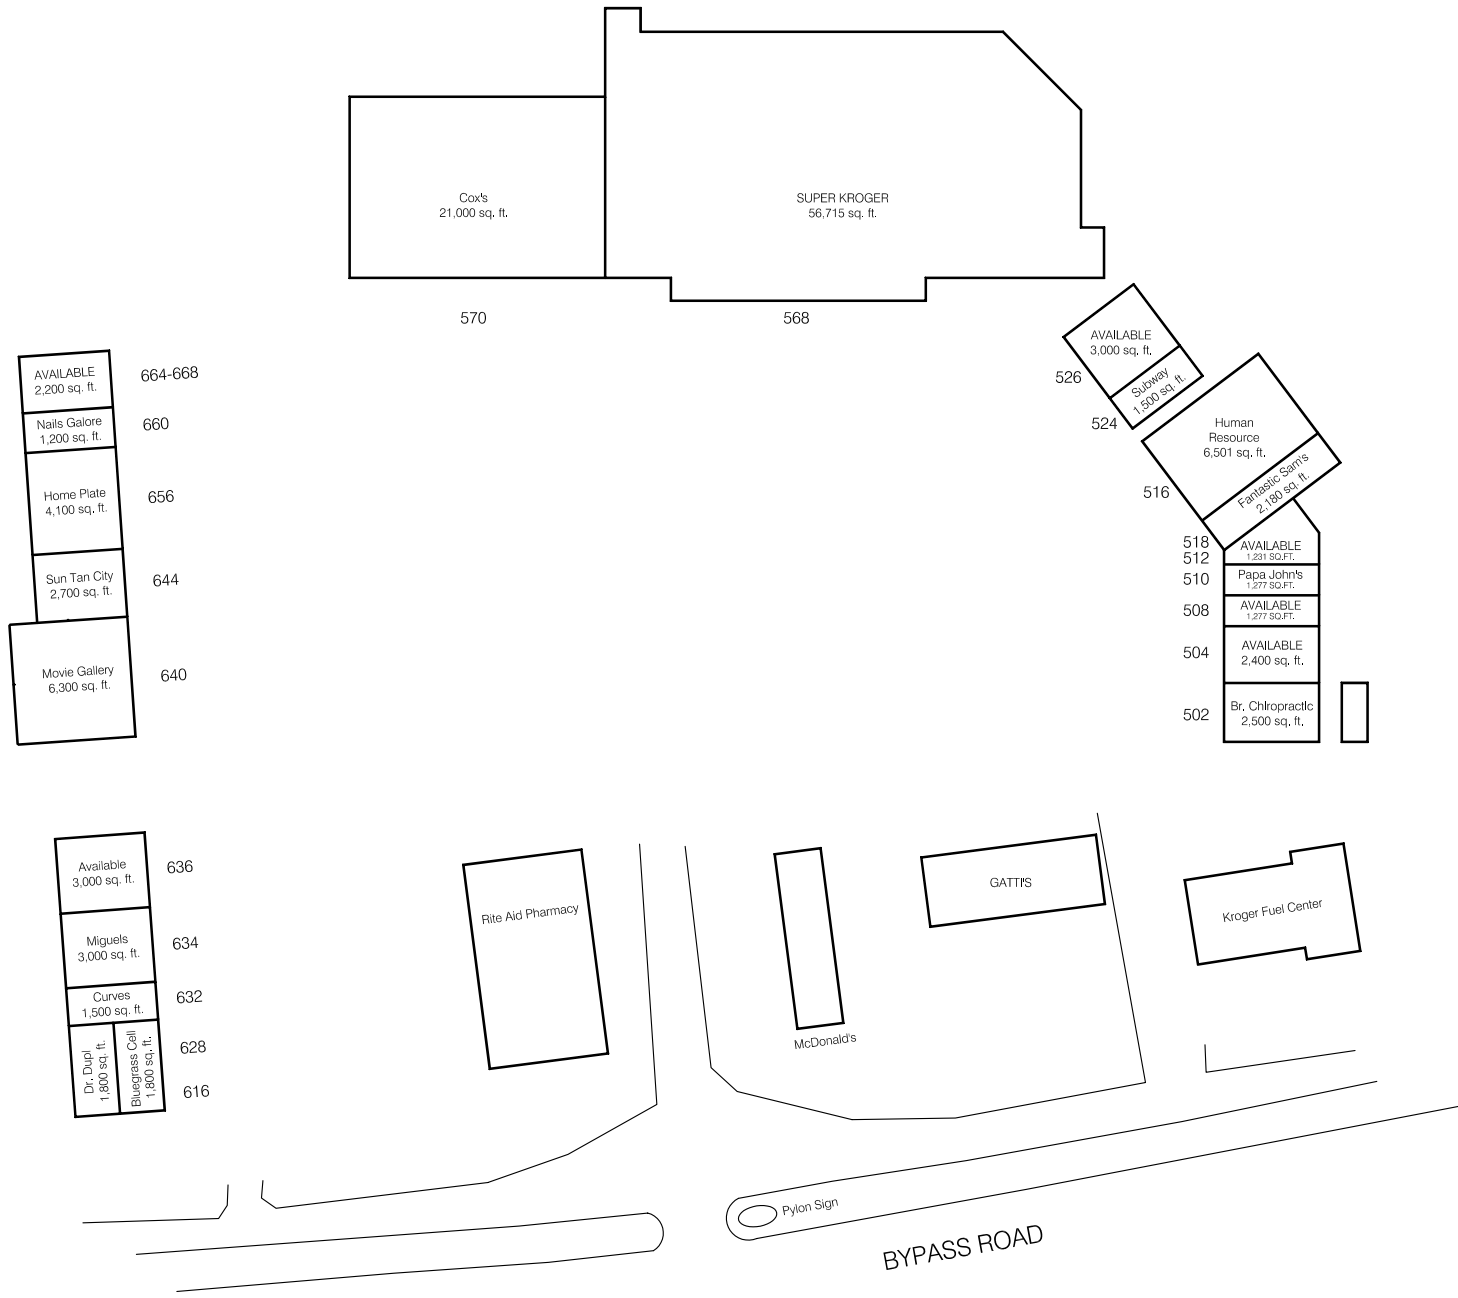 SUPER KROGER
56,715 sq. ft.
568
Cox's
21,000 sq. ft.
570
AVAILABLE
2,200 sq. ft.
664-668
Nails Galore
1,200 sq. ft.
660
Home Plate
4,100 sq. ft.
656
Sun Tan City
2,700 sq. ft.
644
Movie Gallery
6,300 sq. ft.
640
AVAILABLE
3,000 sq. ft.
526
Subway
1,500 sq. ft.
524
Human
Resource
6,501 sq. ft.
516
Fantastic Sam's
2,180 sq. ft.
518
512
AVAILABLE
1,231 SQ.FT.
510
Papa John's
1,277 SQ.FT.
508
AVAILABLE
1,277 SQ.FT.
504
AVAILABLE
2,400 sq. ft.
502
Br. Chiropractic
2,500 sq. ft.
Available
3,000 sq. ft.
636
Miguels
3,000 sq. ft.
634
Curves
1,500 sq. ft.
632
Dr. Dupl
1,800 sq. ft.
Bluegrass Cell
1,800 sq. ft.
628
616
Rite Aid Pharmacy
McDonald's
GATTI'S
Kroger Fuel Center
Pylon Sign
BYPASS ROAD